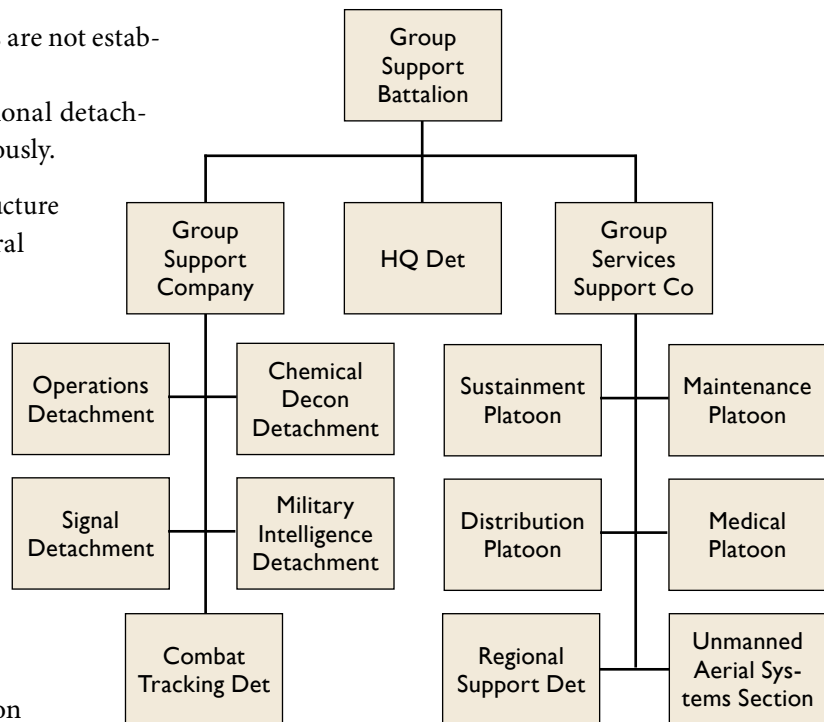 are not estab-
ional detach-
ously.
ucture
ral
on
Group
Support
Battalion
Group
Support
Company
HQ Det
Group
Services
Support Co
Operations
Detachment
Chemical
Decon
Detachment
Sustainment
Platoon
Maintenance
Platoon
Signal
Detachment
Military
Intelligence
Detachment
Distribution
Platoon
Medical
Platoon
Combat
Tracking Det
Regional
Support Det
Unmanned
Aerial Sys-
tems Section